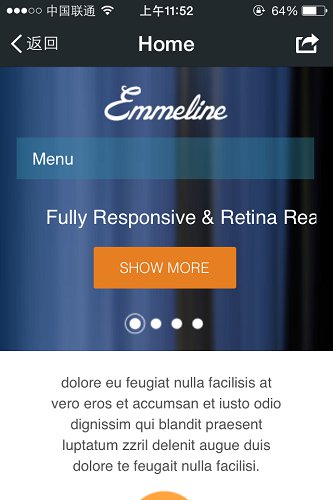 中国联通 上午11:52 64%
返回 Home
Emmeline
Menu
Fully Responsive & Retina Rea
SHOW MORE
dolore eu feugiat nulla facilisis at
vero eros et accumsan et iusto odio
dignissim qui blandit praesent
luptatum zzril delenit augue duis
dolore te feugait nulla facilisi.